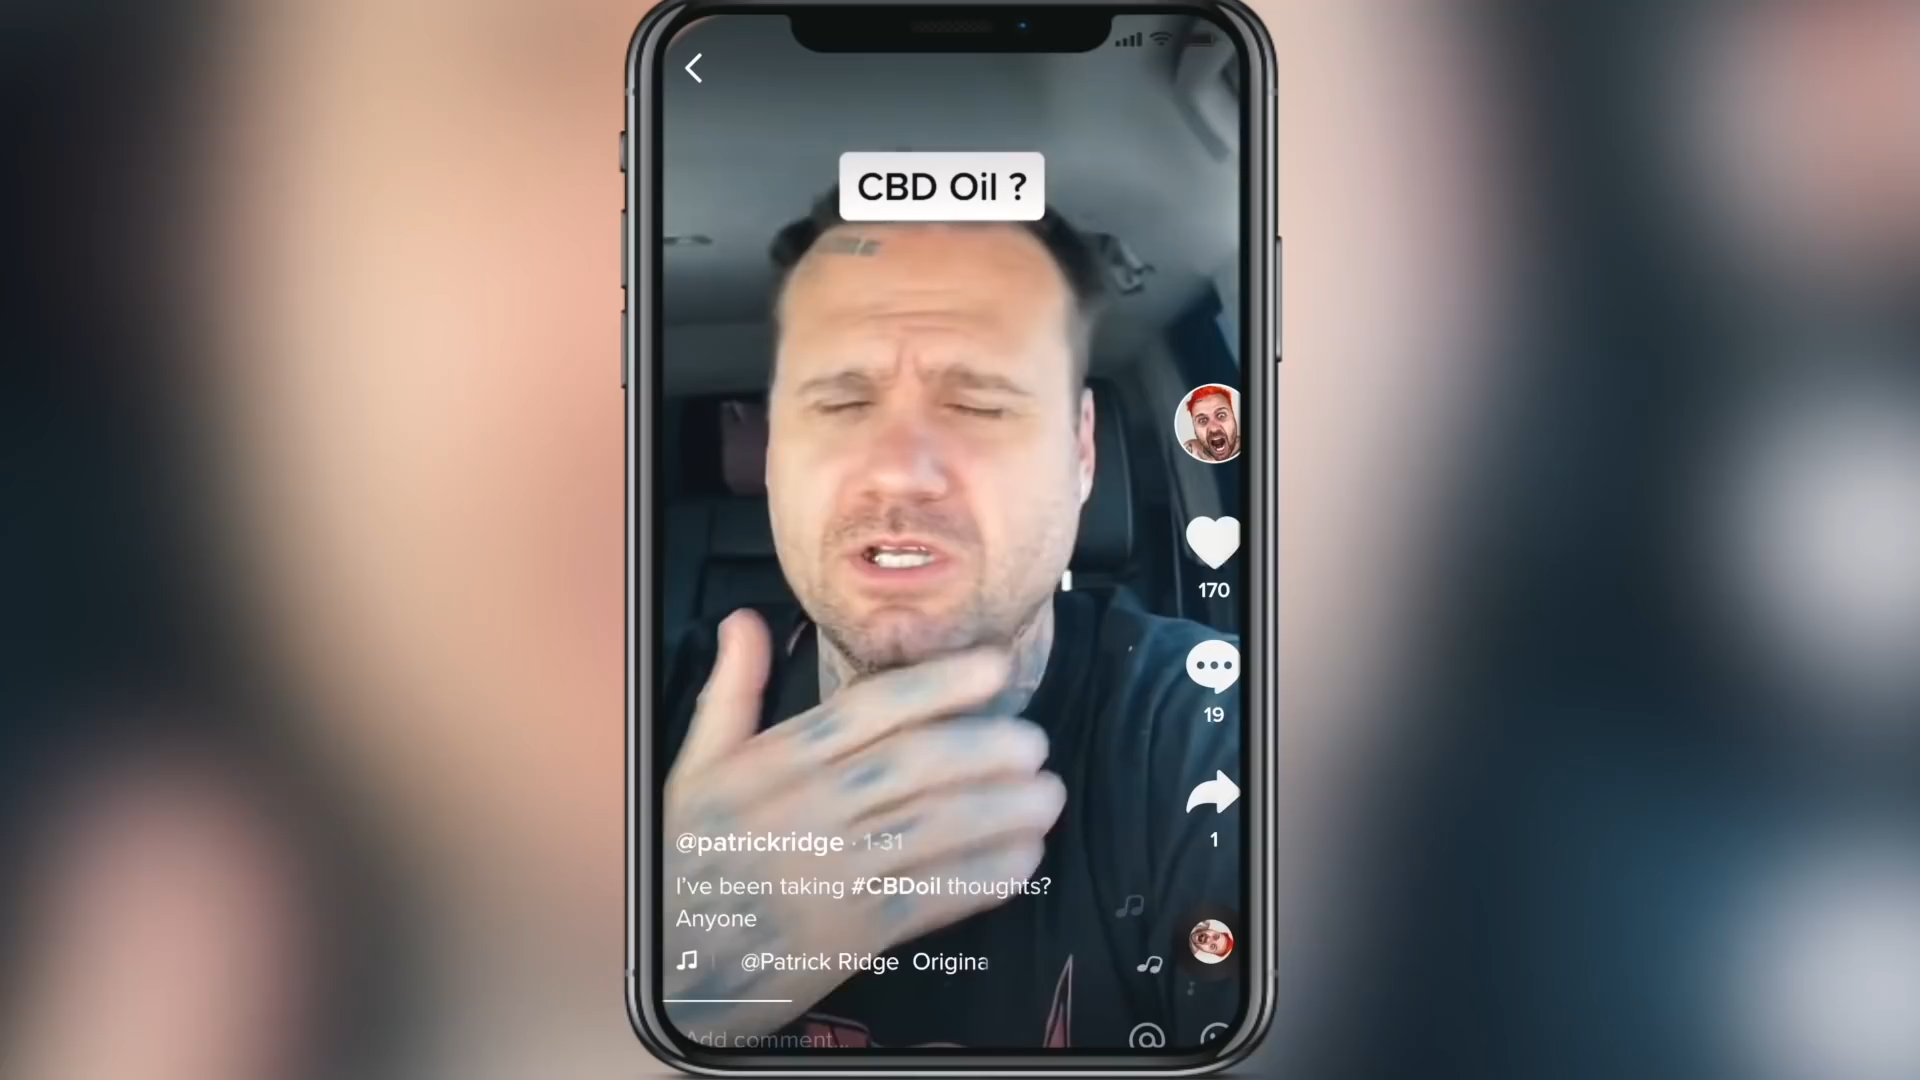 CBD Oil ?
170
19
1
@patrickridge · 1-31
I've been taking #CBDoil thoughts?
Anyone
@Patrick Ridge Origina
Add comment...